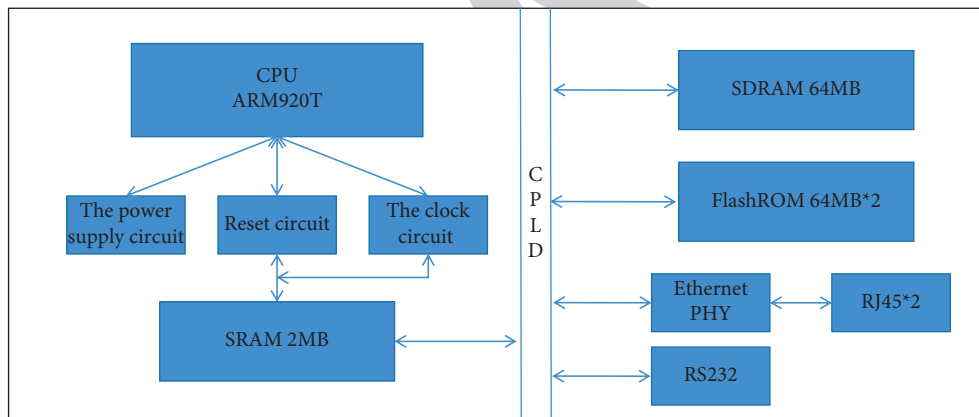 CPU
ARM920T
The power
supply circuit
Reset circuit
The clock
circuit
SRAM 2MB
C
P
L
D
SDRAM 64MB
FlashROM 64MB*2
Ethernet
PHY
RJ45*2
RS232